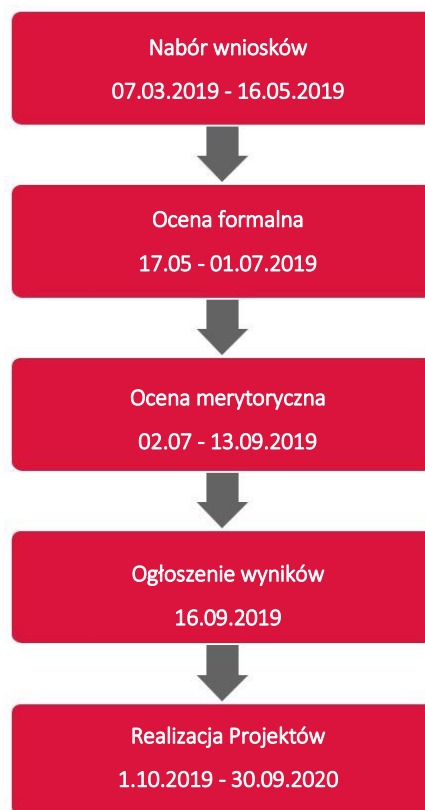 Nabór wniosków
07.03.2019 - 16.05.2019
Ocena formalna
17.05 - 01.07.2019
Ocena merytoryczna
02.07 - 13.09.2019
Ogłoszenie wyników
16.09.2019
Realizacja Projektów
1.10.2019 - 30.09.2020